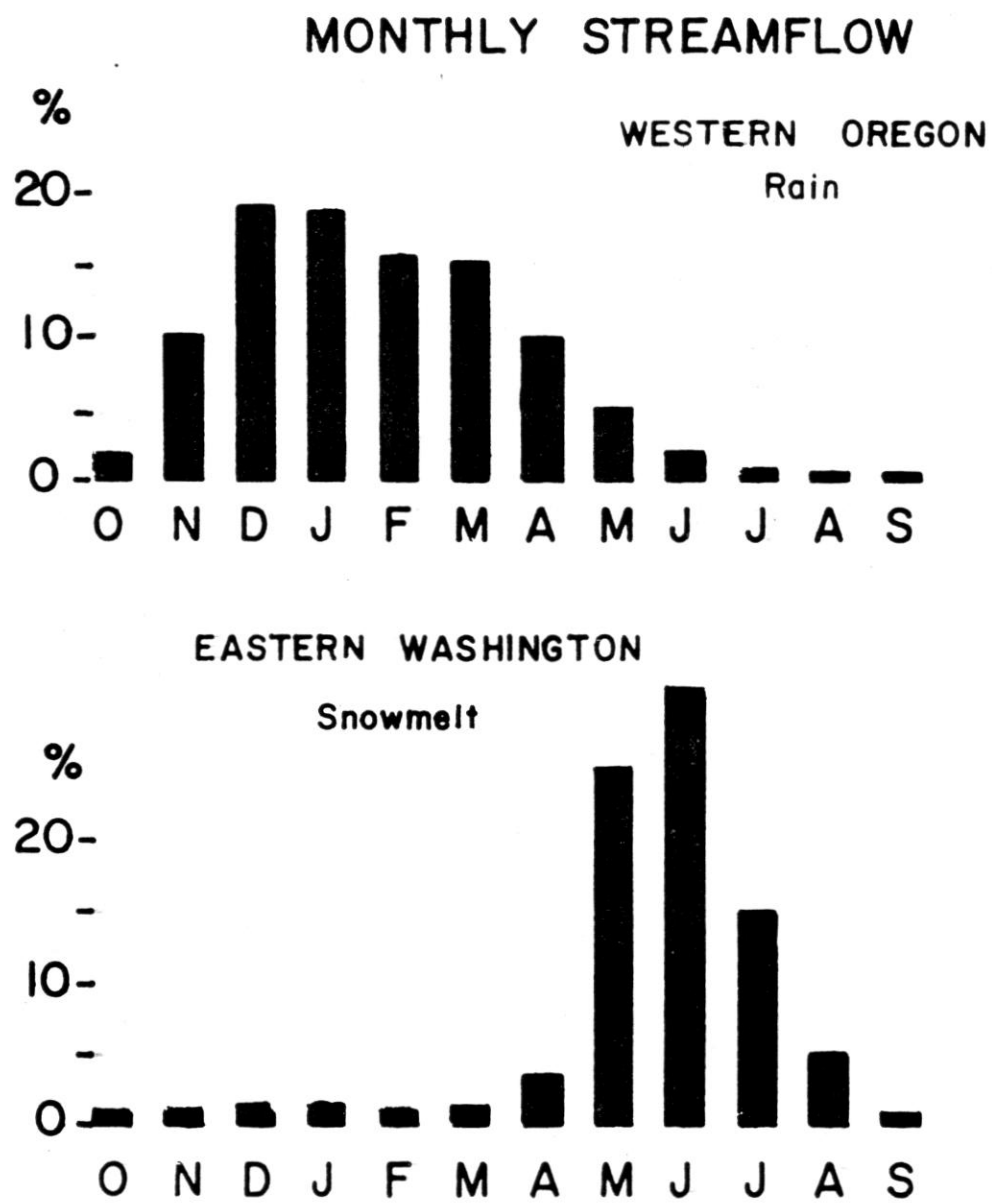 MONTHLY STREAMFLOW
%
WESTERN OREGON
Rain
20-
-
10-
-
0-
O N D J F M A M J J A S
EASTERN WASHINGTON
Snowmelt
%
20-
-
10-
-
0-
O N D J F M A M J J A S